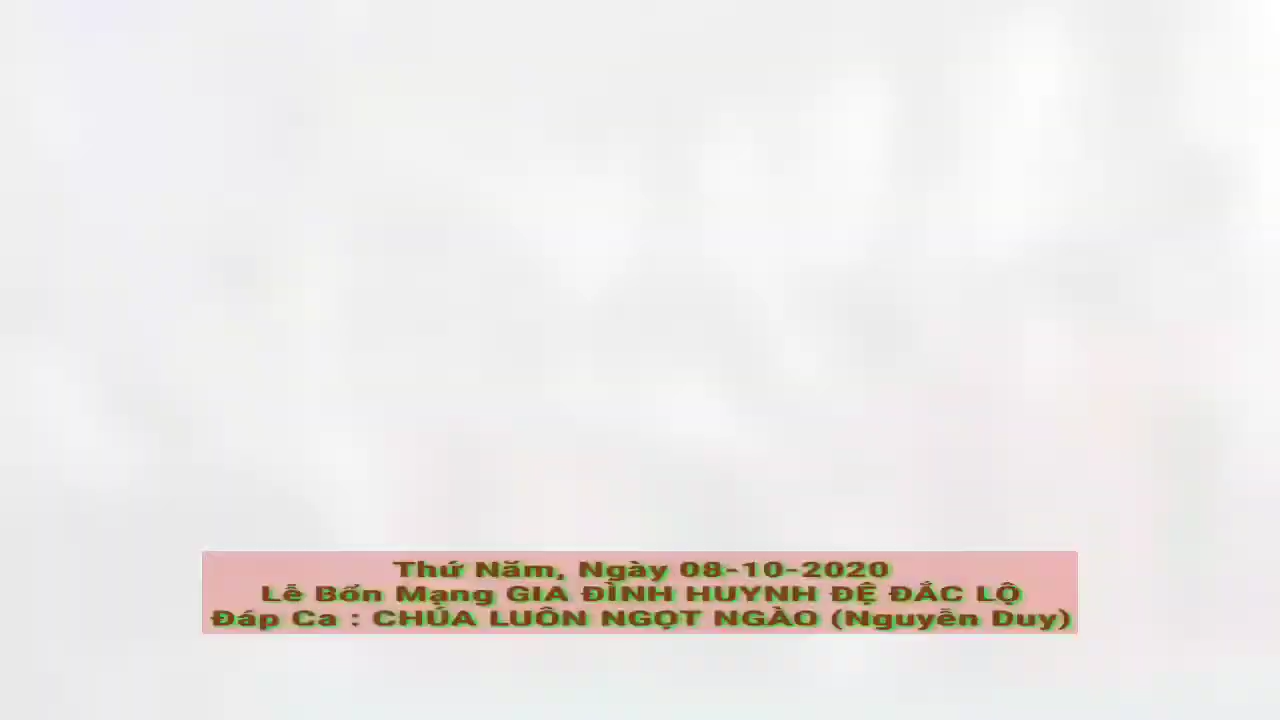 Thứ Năm, Ngày 08-10-2020
Lễ Bổn Mạng GIA ĐÌNH HUYNH ĐỆ ĐẮC LỘ
Đáp Ca : CHÚA LUÔN NGỌT NGÀO (Nguyễn Duy)